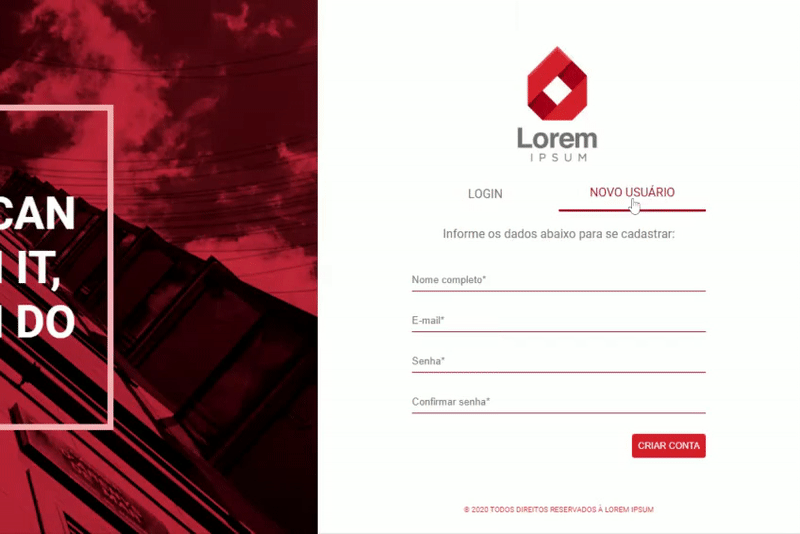 CAN
IT,
DO
Lorem
IPSUM
LOGIN
NOVO USUÁRIO
Informe os dados abaixo para se cadastrar:
Nome completo*
E-mail*
Senha*
Confirmar senha*
CRIAR CONTA
© 2020 TODOS DIREITOS RESERVADOS À LOREM IPSUM